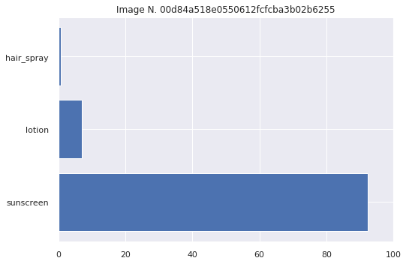 Image N. 00d84a518e0550612fcfcba3b02b6255
hair_spray
lotion
sunscreen
0 20 40 60 80 100